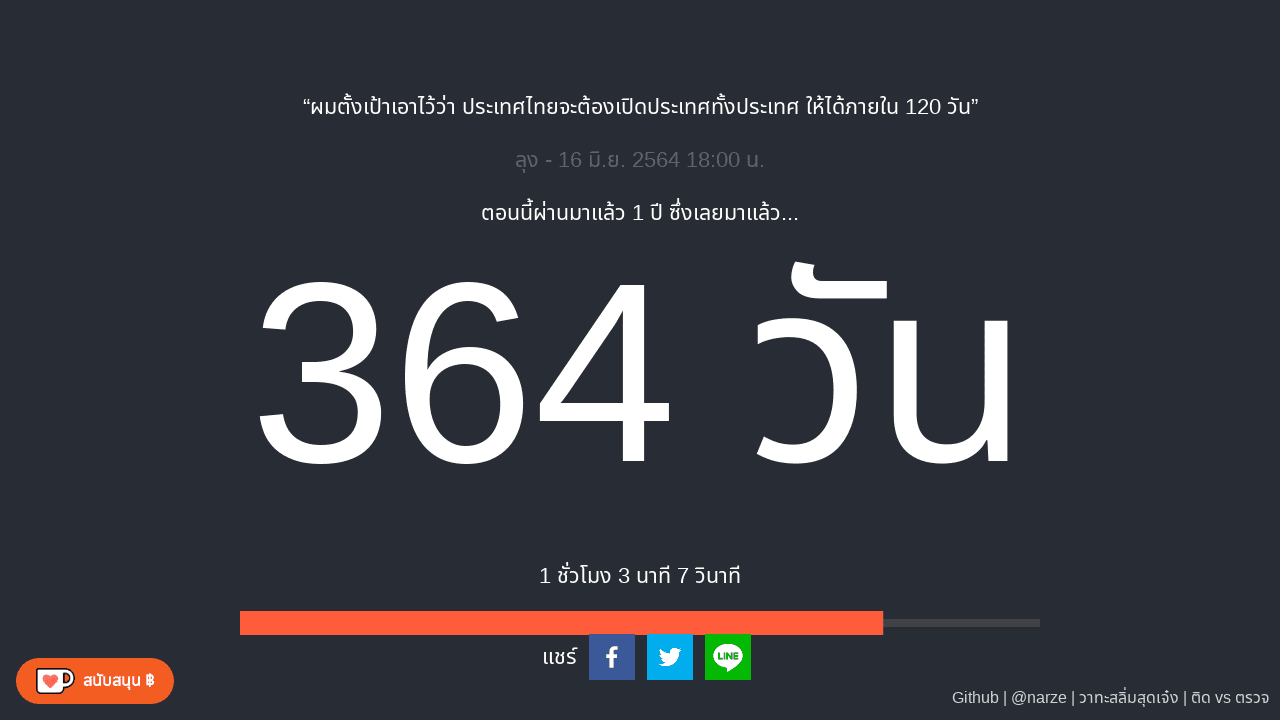 “ผมตั้งเป้าเอาไว้ว่า ประเทศไทยจะต้องเปิดประเทศทั้งประเทศ ให้ได้ภายใน 120 วัน”
ลุง - 16 มิ.ย. 2564 18:00 น.
ตอนนี้ผ่านมาแล้ว 1 ปี ซึ่งเลยมาแล้ว...
364 วัน
1 ชั่วโมง 3 นาที 7 วินาที
แชร์
LINE
สนับสนุน ฿
Github | @narze | วาทะสลิ่มสุดเจ๋ง | ติด vs ตรวจ